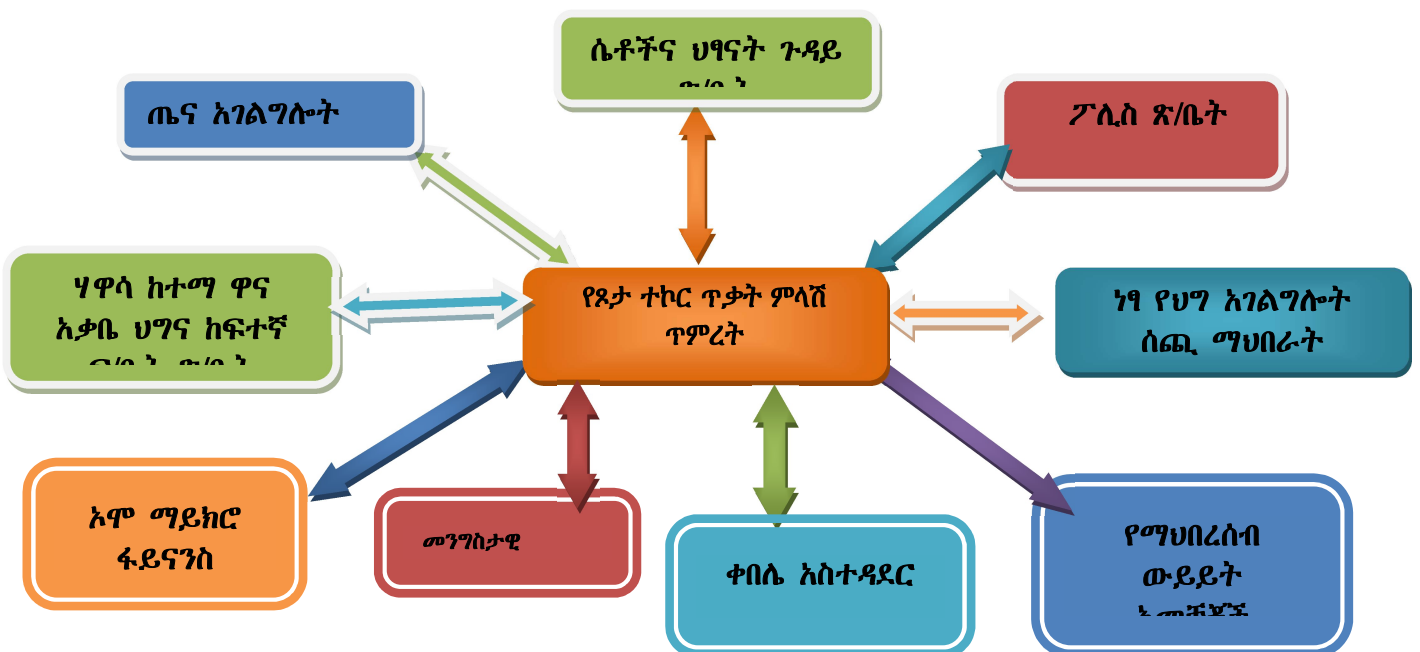 ሴቶችና ህፃናት ጉዳይ
ጤና አገልግሎት
ፖሊስ ጽ/ቤት
ሃዋሳ ከተማ ዋና
አቃቤ ህግና ከፍተኛ
የጾታ ተኮር ጥቃት ምላሽ
ጥምረት
ነፃ የህግ አገልግሎት
ሰጪ ማህበራት
ኦሞ ማይክሮ
ፋይናንስ
መንግስታዊ
ቀበሌ አስተዳደር
የማህበረሰብ
ውይይት